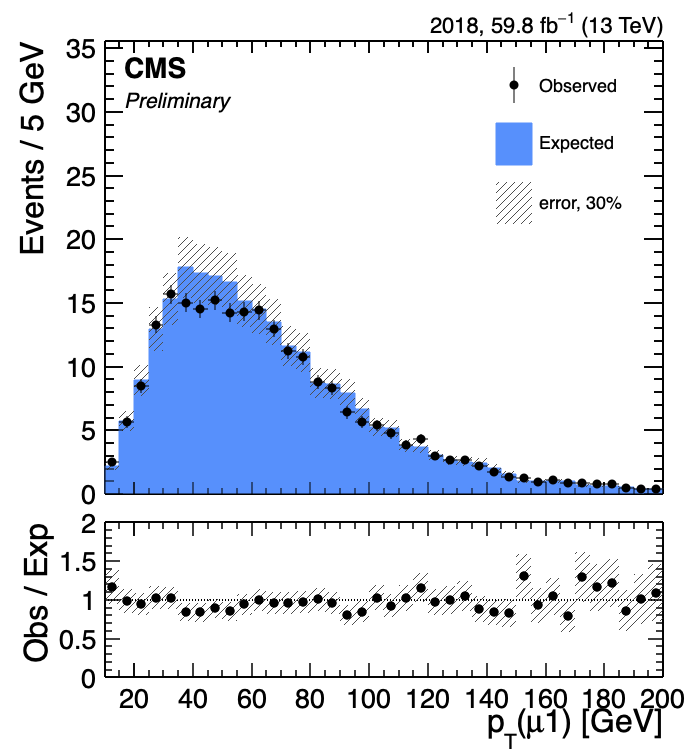 2018, 59.8 fb⁻¹ (13 TeV)
CMS
Preliminary
Observed
Expected
error, 30%
Events / 5 GeV
35
30
25
20
15
10
5
0
Obs / Exp
2
1.5
1
0.5
0
20 40 60 80 100 120 140 160 180 200
p_T(μ1) [GeV]